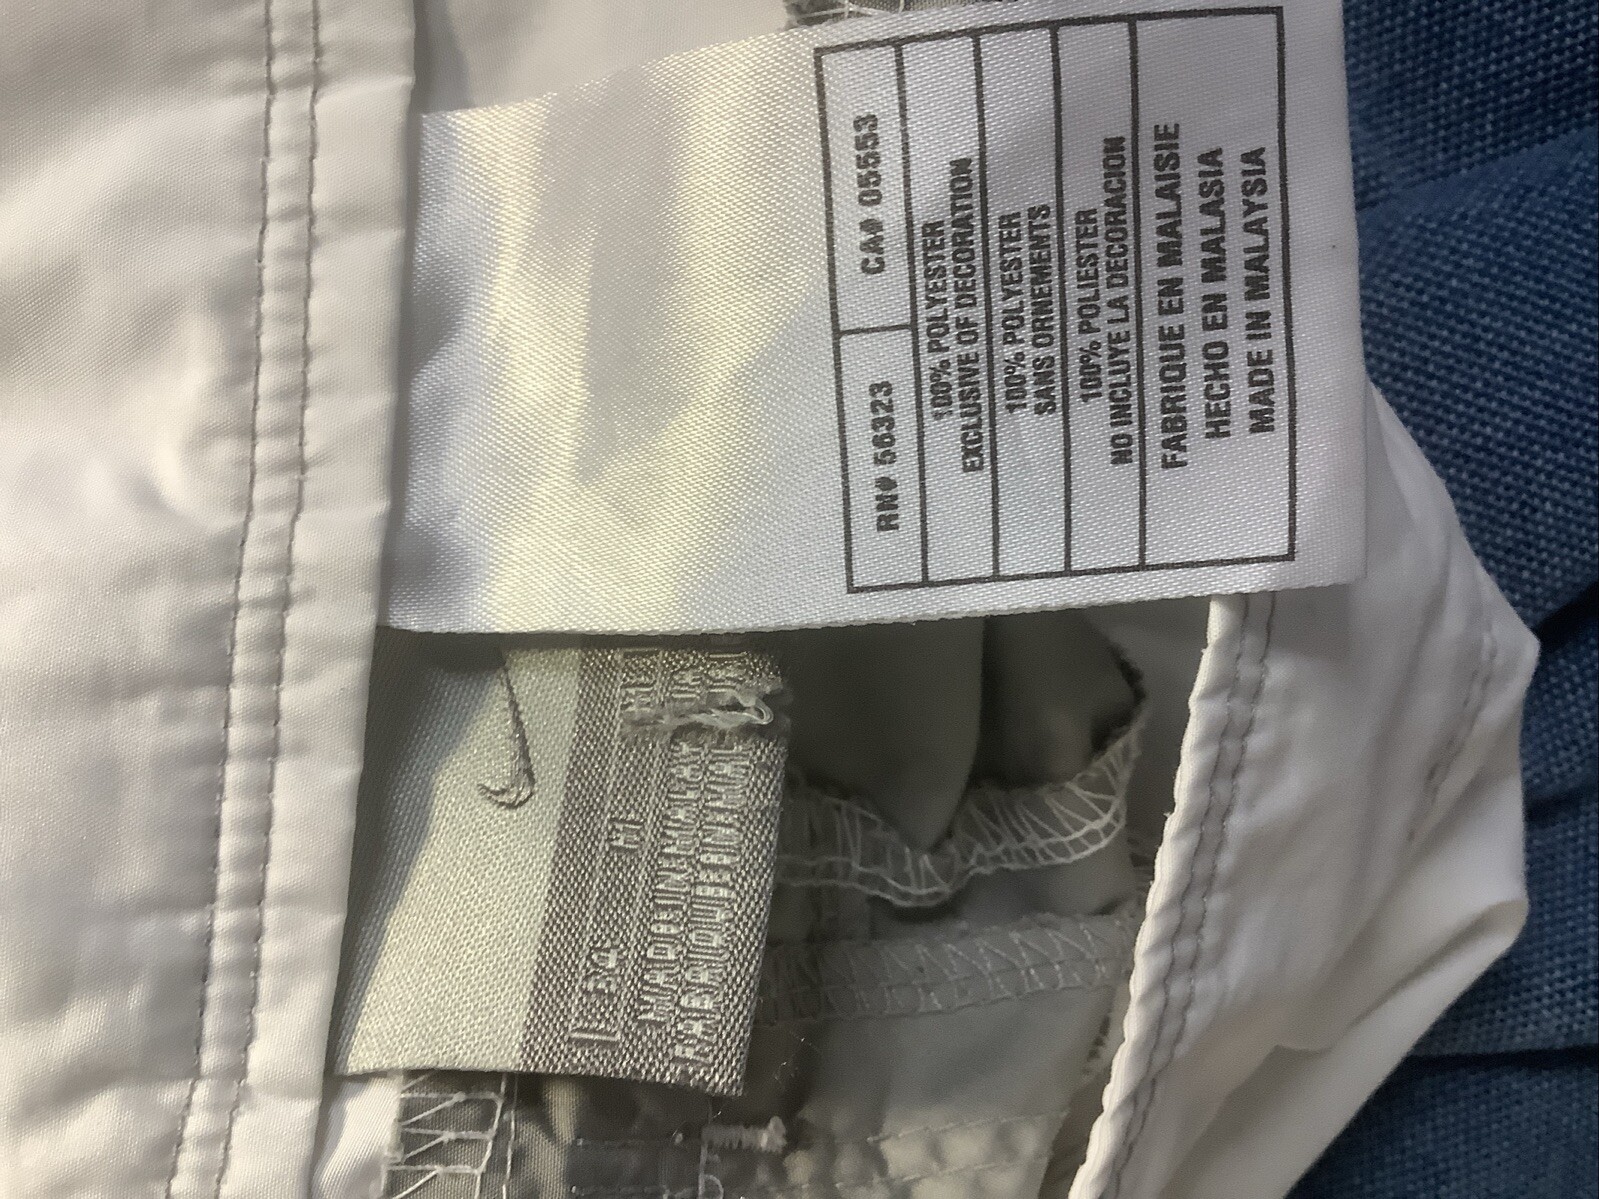 RN# 56323 CA# 05553
100% POLYESTER
EXCLUSIVE OF DECORATION
100% POLYESTER
SANS ORNEMENTS
100% POLIESTER
NO INCLUYE LA DECORACION
FABRIQUE EN MALAISIE
HECHO EN MALASIA
MADE IN MALAYSIA
M